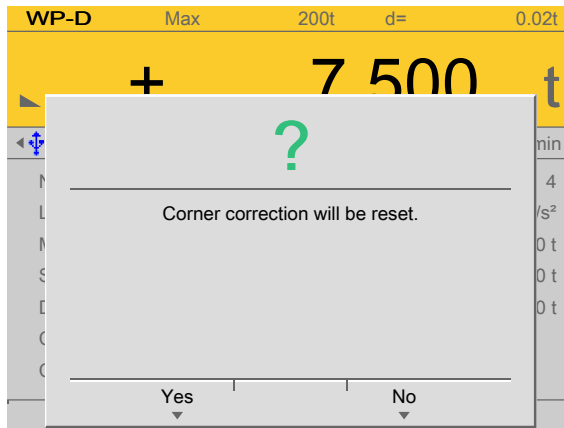 WP-D Max 200t d= 0.02t
+ 7.500 t
?
min
4
Corner correction will be reset.
/s²
0 t
0 t
0 t
Yes No